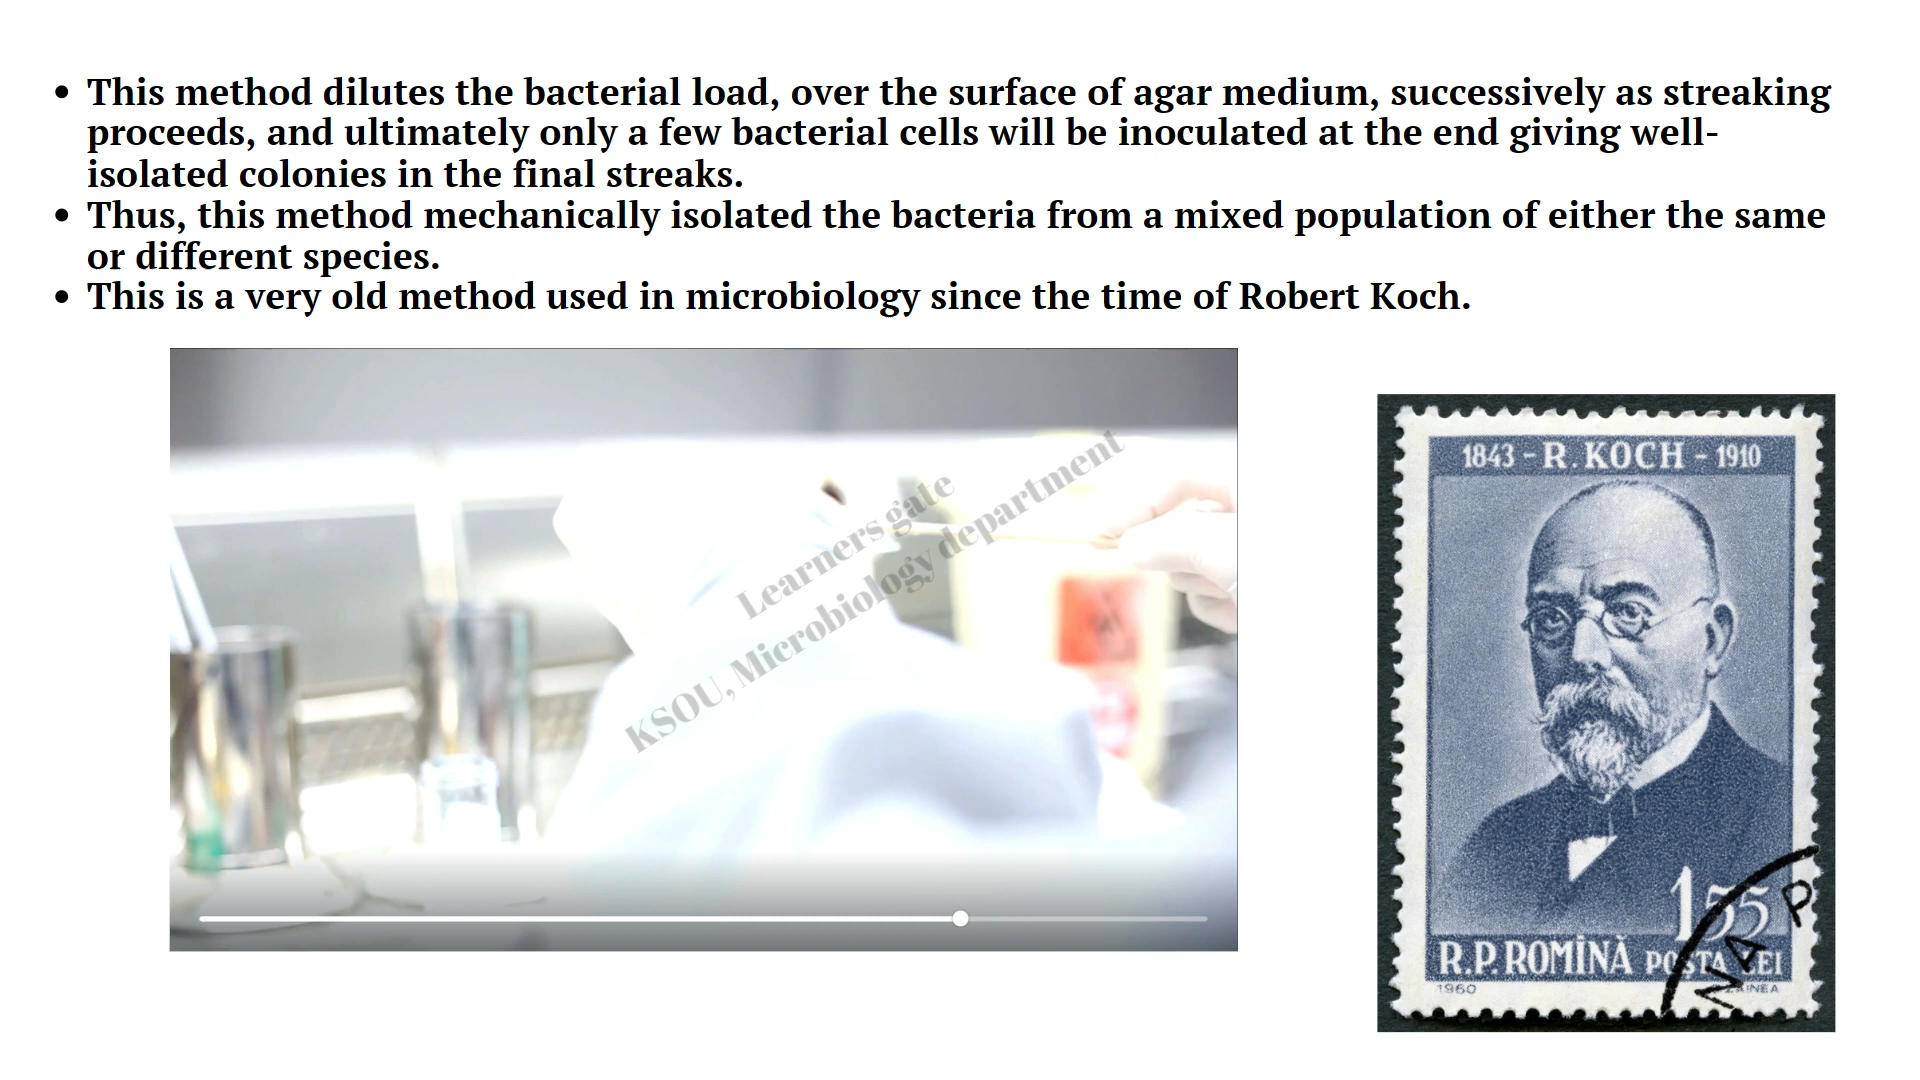 • This method dilutes the bacterial load, over the surface of agar medium, successively as streaking
proceeds, and ultimately only a few bacterial cells will be inoculated at the end giving well-
isolated colonies in the final streaks.
• Thus, this method mechanically isolated the bacteria from a mixed population of either the same
or different species.
• This is a very old method used in microbiology since the time of Robert Koch.
Learners gate
KSOU, Microbiology department
1843 - R. KOCH - 1910
155
R.P. ROMÎNĂ POSTA LEI
1960
NA P